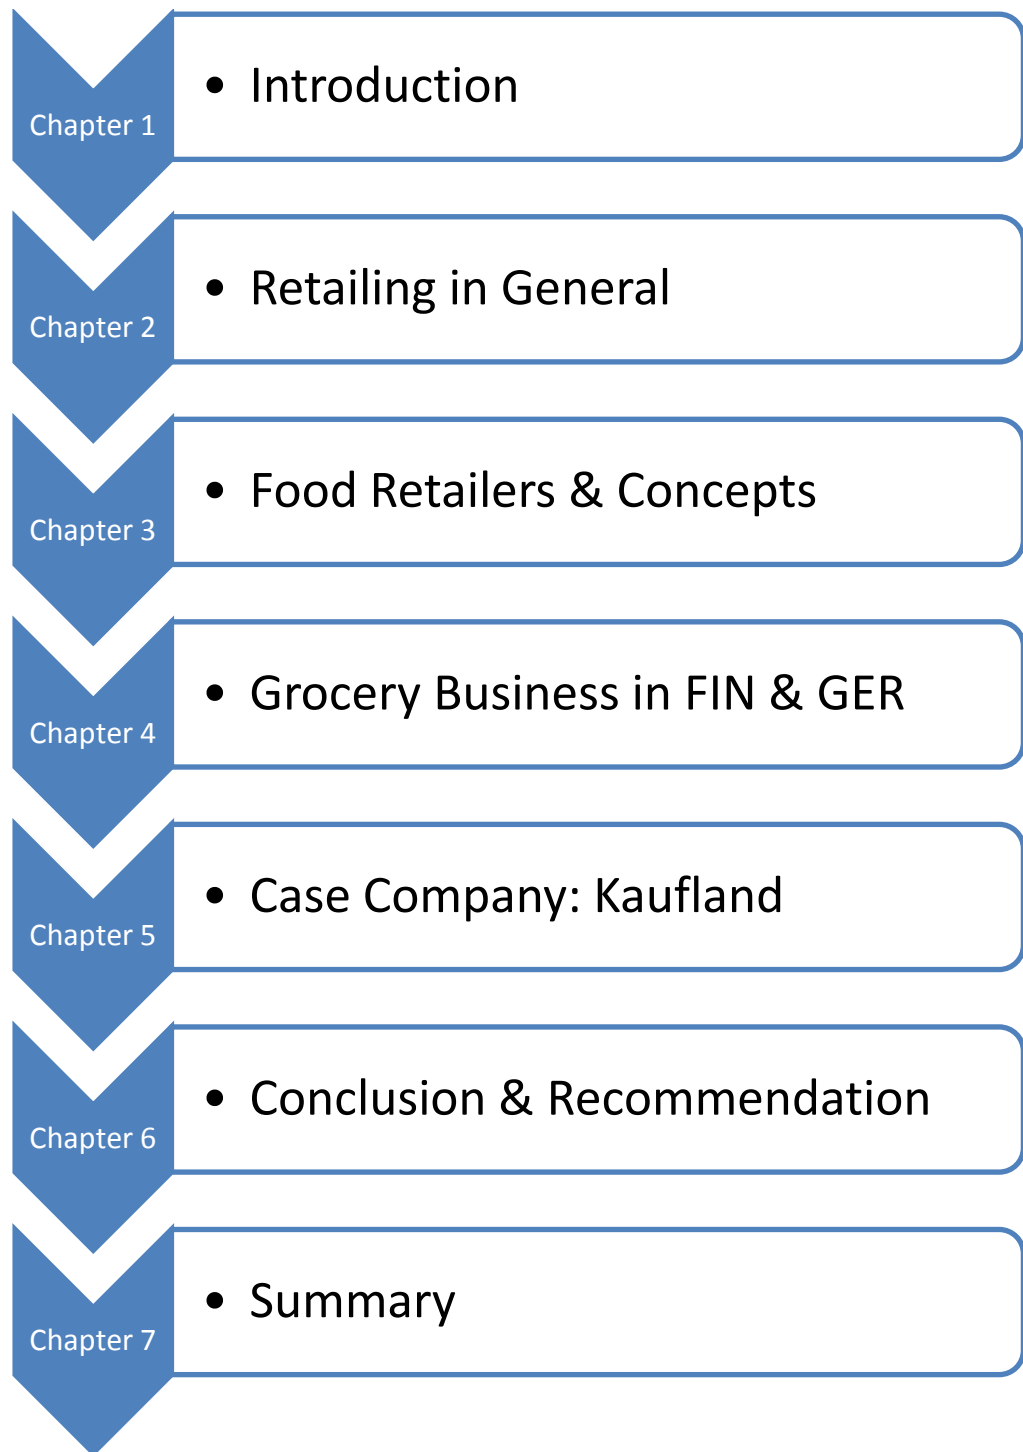 Chapter 1
• Introduction
Chapter 2
• Retailing in General
Chapter 3
• Food Retailers & Concepts
Chapter 4
• Grocery Business in FIN & GER
Chapter 5
• Case Company: Kaufland
Chapter 6
• Conclusion & Recommendation
Chapter 7
• Summary